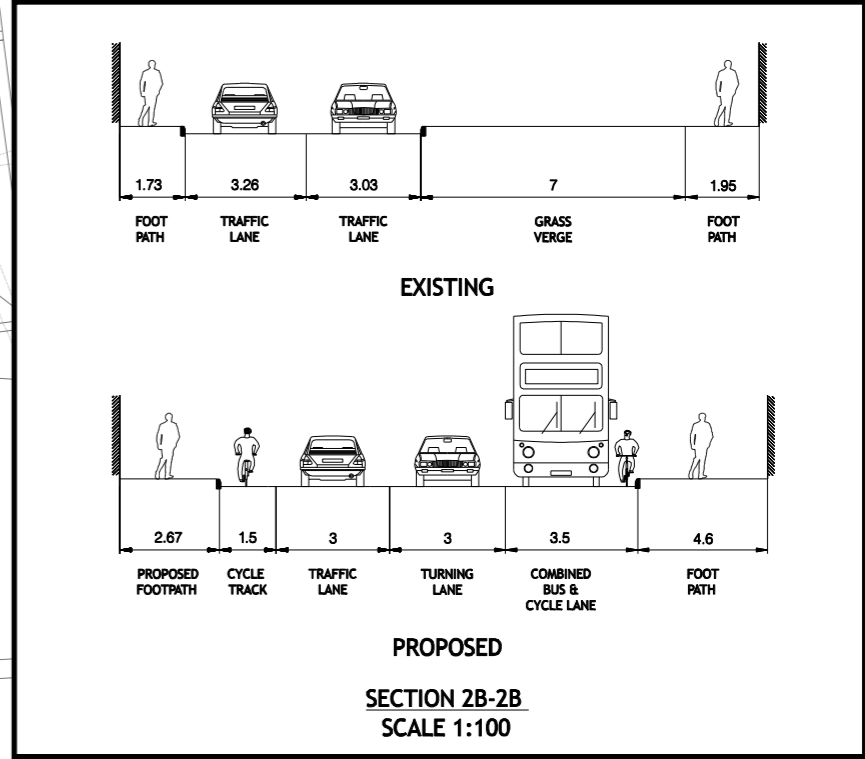 1.73 3.26 3.03 7 1.95
FOOT PATH TRAFFIC LANE TRAFFIC LANE GRASS VERGE FOOT PATH
EXISTING
2.67 1.5 3 3 3.5 4.6
PROPOSED FOOTPATH CYCLE TRACK TRAFFIC LANE TURNING LANE COMBINED BUS & CYCLE LANE FOOT PATH
PROPOSED
SECTION 2B-2B
SCALE 1:100